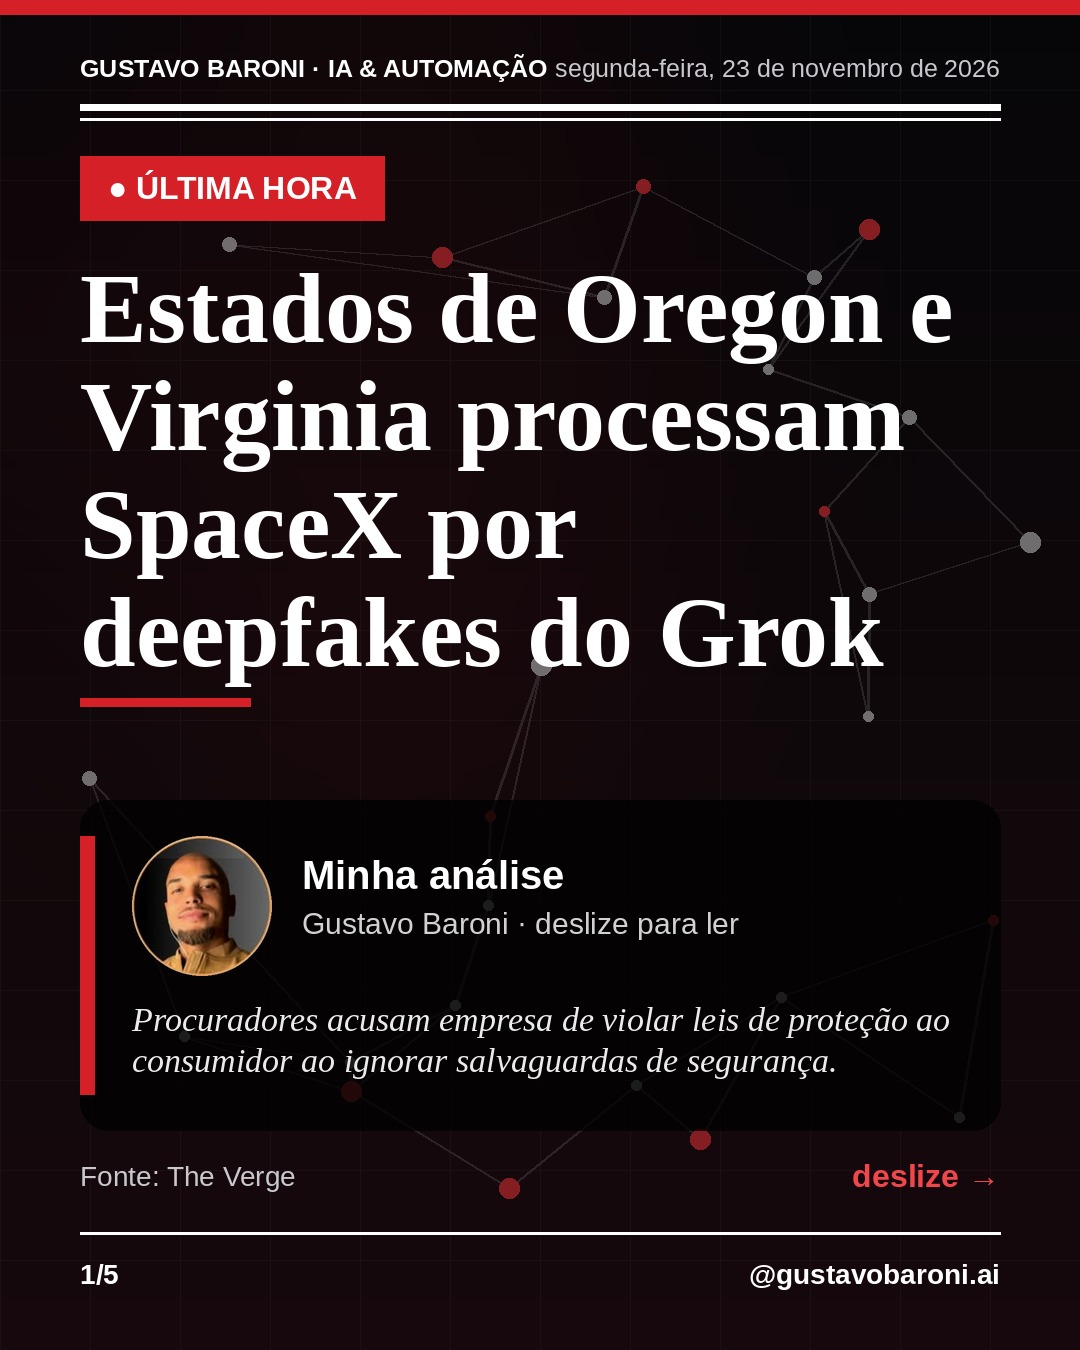 GUSTAVO BARONI · IA & AUTOMAÇÃO segunda-feira, 23 de novembro de 2026
● ÚLTIMA HORA
Estados de Oregon e
Virginia processam
SpaceX por
deepfakes do Grok
Minha análise
Gustavo Baroni · deslize para ler
Procuradores acusam empresa de violar leis de proteção ao
consumidor ao ignorar salvaguardas de segurança.
Fonte: The Verge
deslize →
1/5
@gustavobaroni.ai